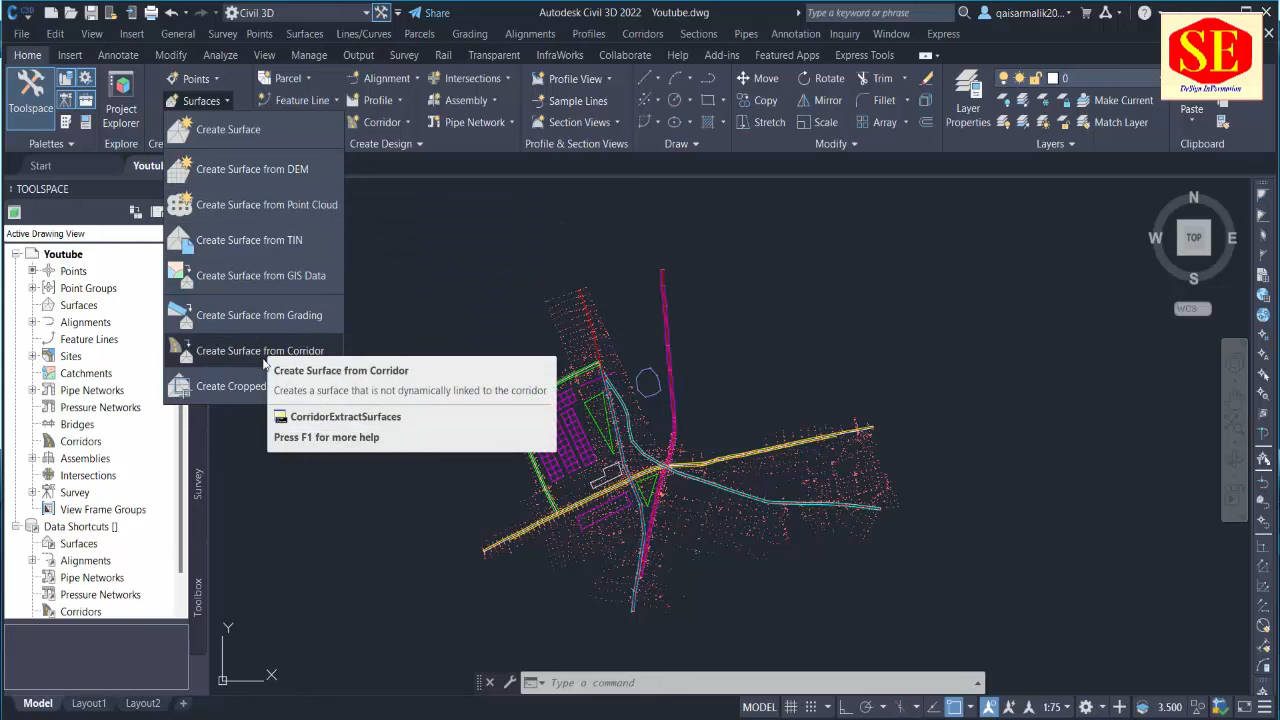 C3D
Civil 3D
Share
Autodesk Civil 3D 2022 Youtube.dwg
Type a keyword or phrase
qaisarmalik20...
File Edit View Insert General Survey Points Surfaces Lines/Curves Parcels Grading Alignments Profiles Corridors Sections Pipes Annotation Inquiry Window Express
Home Insert Annotate Modify Analyze View Manage Output Survey Rail InfraWorks Collaborate Help Add-ins Featured Apps Express Tools
SE
DeSign InFormation
Toolspace
Palettes
Project
Explorer
Explore
Points
Surfaces
Parcel
Feature Line
Alignment
Profile
Corridor
Intersections
Assembly
Pipe Network
Create Design
Profile View
Sample Lines
Section Views
Profile & Section Views
Draw
Move
Copy
Stretch
Rotate
Mirror
Scale
Trim
Fillet
Array
Modify
Layer
Properties
0
Make Current
Match Layer
Layers
Paste
Clipboard
Start
Create Surface
Create Surface from DEM
Create Surface from Point Cloud
Create Surface from TIN
Create Surface from GIS Data
Create Surface from Grading
Create Surface from Corridor
Create Cropped
Create Surface from Corridor
Creates a surface that is not dynamically linked to the corridor
CorridorExtractSurfaces
Press F1 for more help
TOOLSPACE
Active Drawing View
Youtube
Points
Point Groups
Surfaces
Alignments
Feature Lines
Sites
Catchments
Pipe Networks
Pressure Networks
Bridges
Corridors
Assemblies
Intersections
Survey
View Frame Groups
Data Shortcuts []
Surfaces
Alignments
Pipe Networks
Pressure Networks
Corridors
Survey
Toolbox
N
W TOP E
S
WCS
Y
X
Type a command
Model Layout1 Layout2 +
MODEL
1:75
3.500